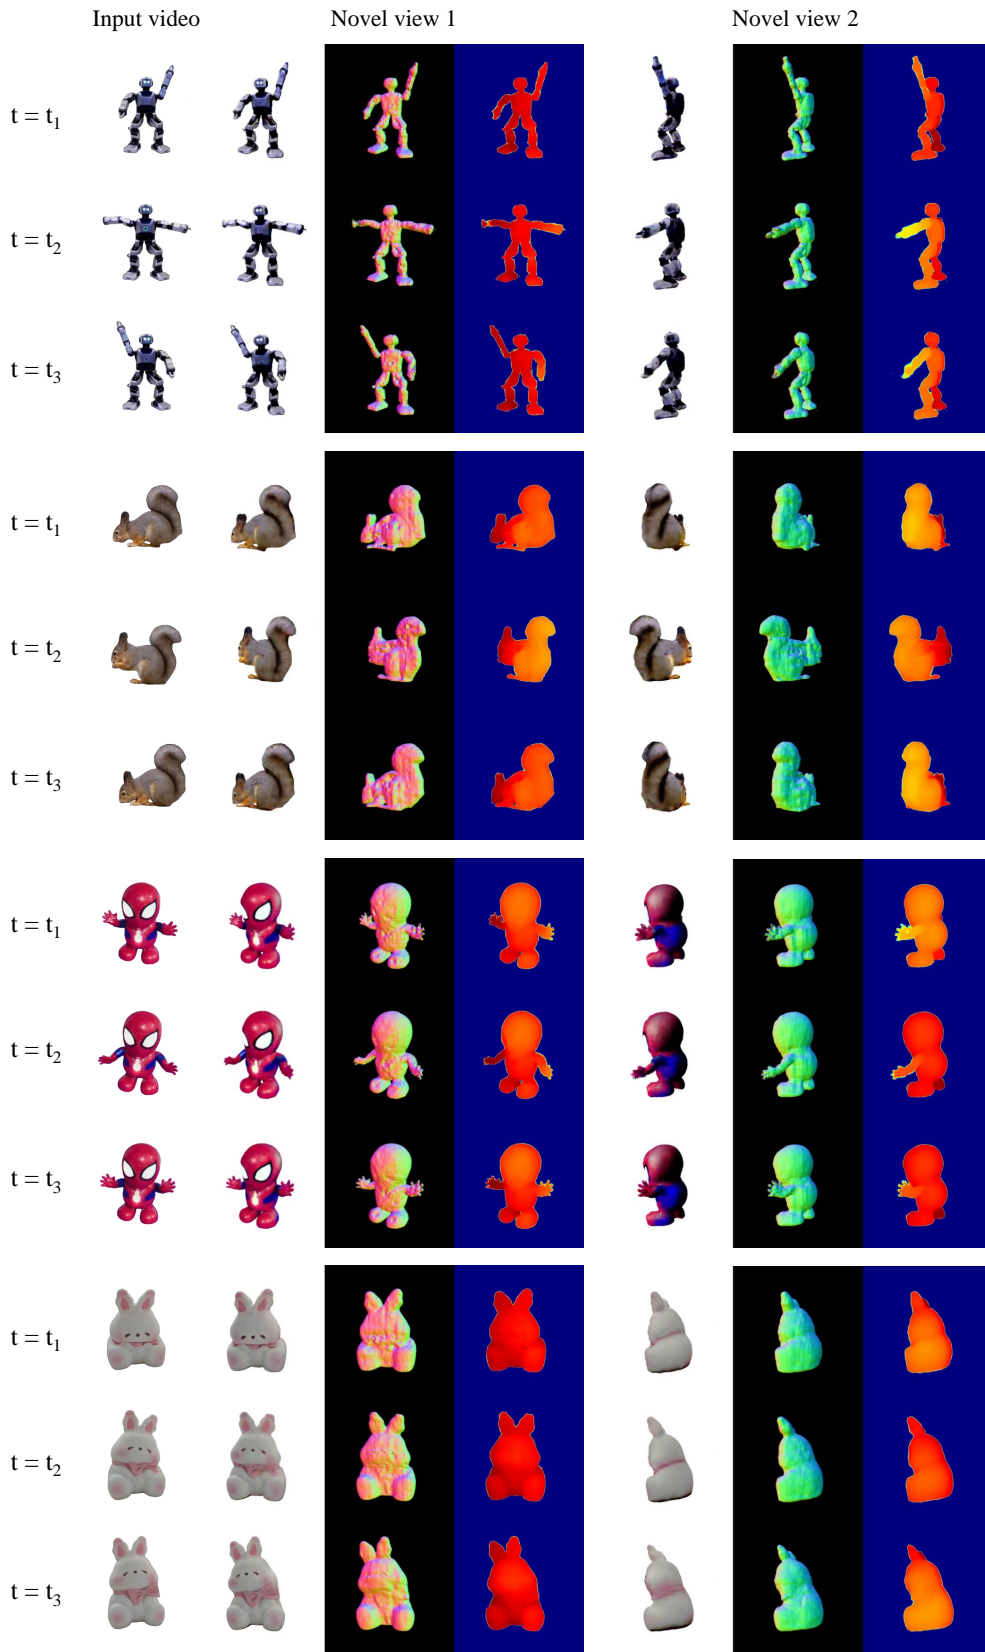 Input video Novel view 1 Novel view 2
t = t₁
t = t₂
t = t₃
t = t₁
t = t₂
t = t₃
t = t₁
t = t₂
t = t₃
t = t₁
t = t₂
t = t₃